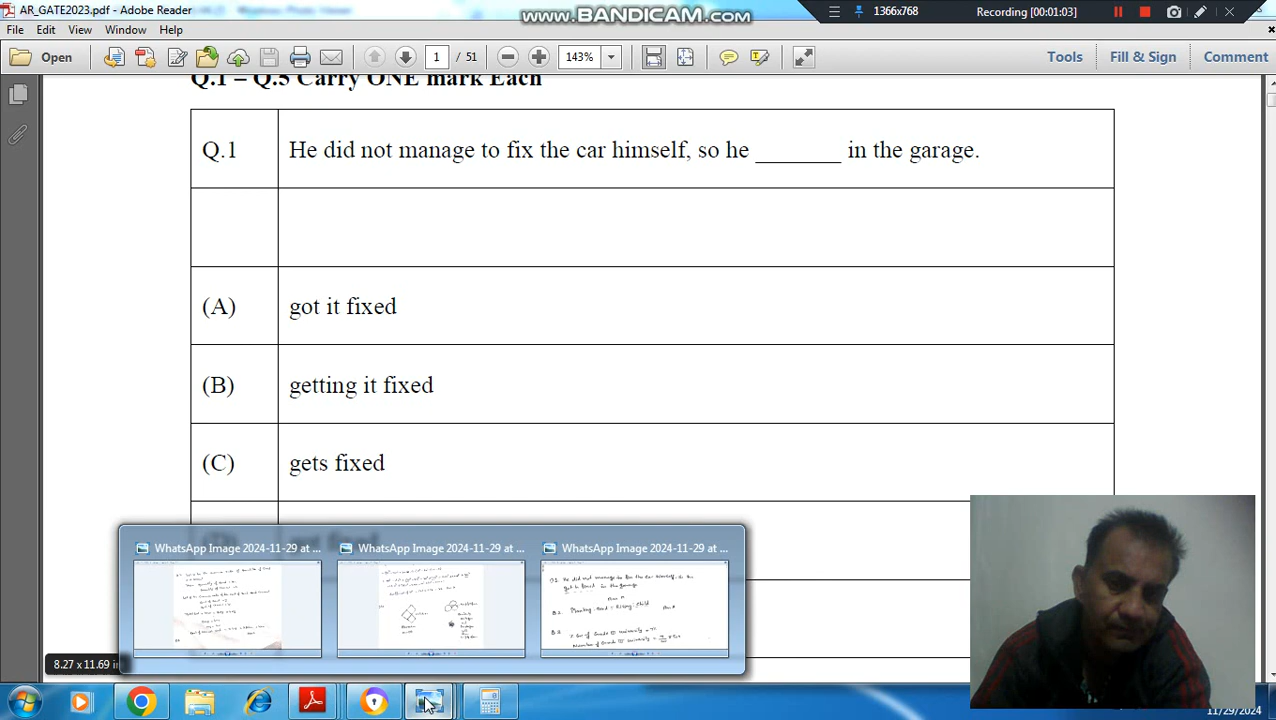 AR_GATE2023.pdf - Adobe Reader
www.BANDICAM.com
1366x768
Recording [00:01:03]
File Edit View Window Help
Open
1 / 51
143%
Tools
Fill & Sign
Comment
Q.1 – Q.5 Carry ONE mark Each
Q.1 He did not manage to fix the car himself, so he ________ in the garage.
(A) got it fixed
(B) getting it fixed
(C) gets fixed
WhatsApp Image 2024-11-29 at ...
WhatsApp Image 2024-11-29 at ...
WhatsApp Image 2024-11-29 at ...
8.27 x 11.69 in
11/29/2024